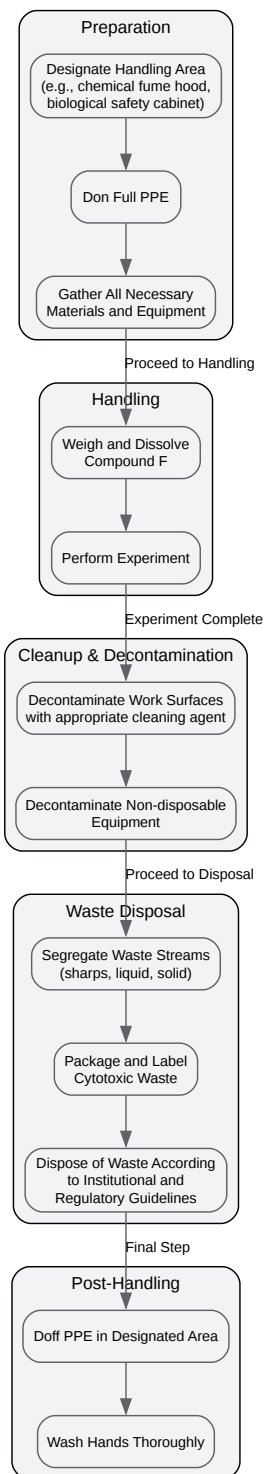 Preparation
Designate Handling Area
(e.g., chemical fume hood,
biological safety cabinet)
Don Full PPE
Gather All Necessary
Materials and Equipment
Proceed to Handling
Handling
Weigh and Dissolve
Compound F
Perform Experiment
Experiment Complete
Cleanup & Decontamination
Decontaminate Work Surfaces
with appropriate cleaning agent
Decontaminate Non-disposable
Equipment
Proceed to Disposal
Waste Disposal
Segregate Waste Streams
(sharps, liquid, solid)
Package and Label
Cytotoxic Waste
Dispose of Waste According
to Institutional and
Regulatory Guidelines
Final Step
Post-Handling
Doff PPE in Designated Area
Wash Hands Thoroughly